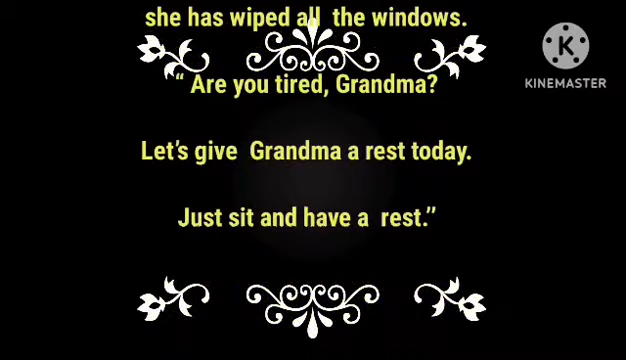 she has wiped all the windows.
“ Are you tired, Grandma?
Let’s give Grandma a rest today.
Just sit and have a rest.”
K
KINEMASTER